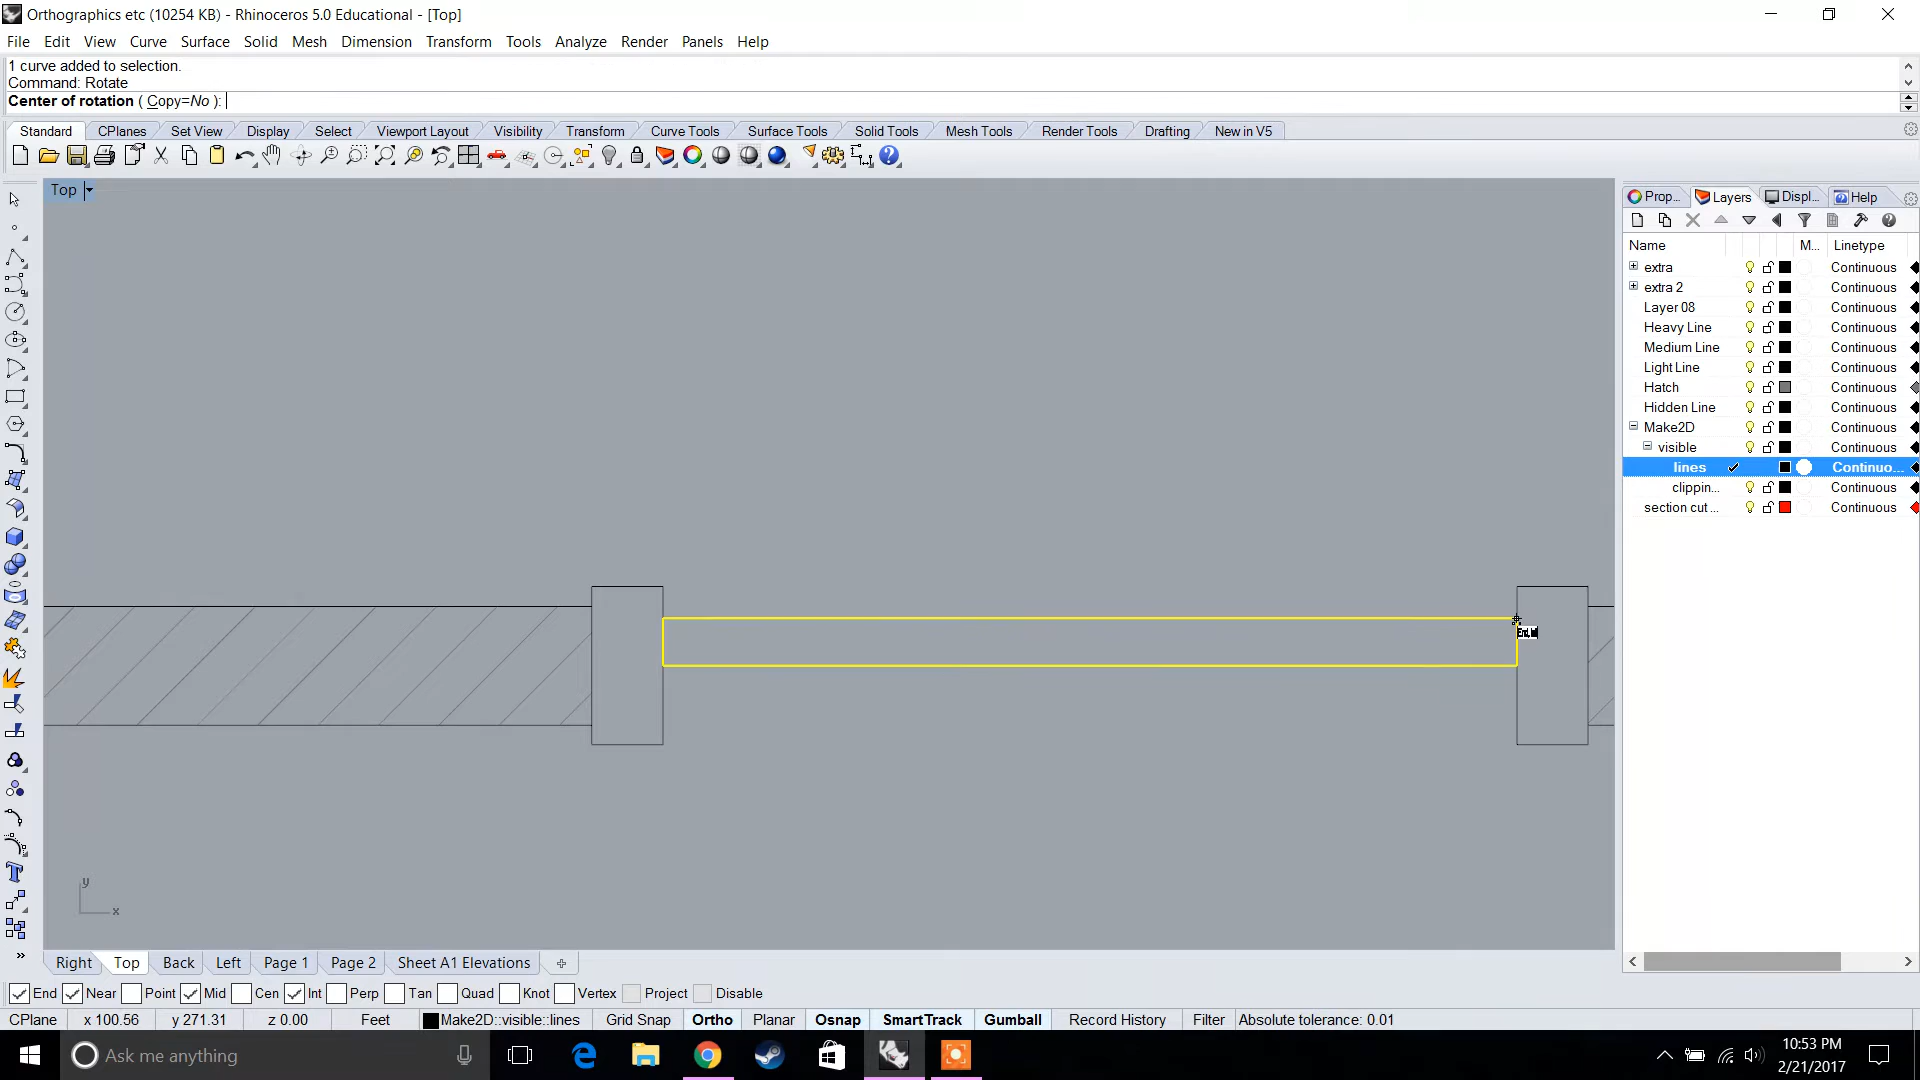 Orthographics etc (10254 KB) - Rhinoceros 5.0 Educational - [Top]
File Edit View Curve Surface Solid Mesh Dimension Transform Tools Analyze Render Panels Help
1 curve added to selection.
Command: Rotate
Center of rotation ( Copy=No ):
Standard CPlanes Set View Display Select Viewport Layout Visibility Transform Curve Tools Surface Tools Solid Tools Mesh Tools Render Tools Drafting New in V5
Top
Prop... Layers Displ... Help
Name M... Linetype
extra Continuous
extra 2 Continuous
Layer 08 Continuous
Heavy Line Continuous
Medium Line Continuous
Light Line Continuous
Hatch Continuous
Hidden Line Continuous
Make2D Continuous
visible Continuous
lines Continuo...
clippin... Continuous
section cut ... Continuous
y
x
Right Top Back Left Page 1 Page 2 Sheet A1 Elevations
End Near Point Mid Cen Int Perp Tan Quad Knot Vertex Project Disable
CPlane x 100.56 y 271.31 z 0.00 Feet Make2D::visible::lines Grid Snap Ortho Planar Osnap SmartTrack Gumball Record History Filter Absolute tolerance: 0.01
Ask me anything
10:53 PM
2/21/2017